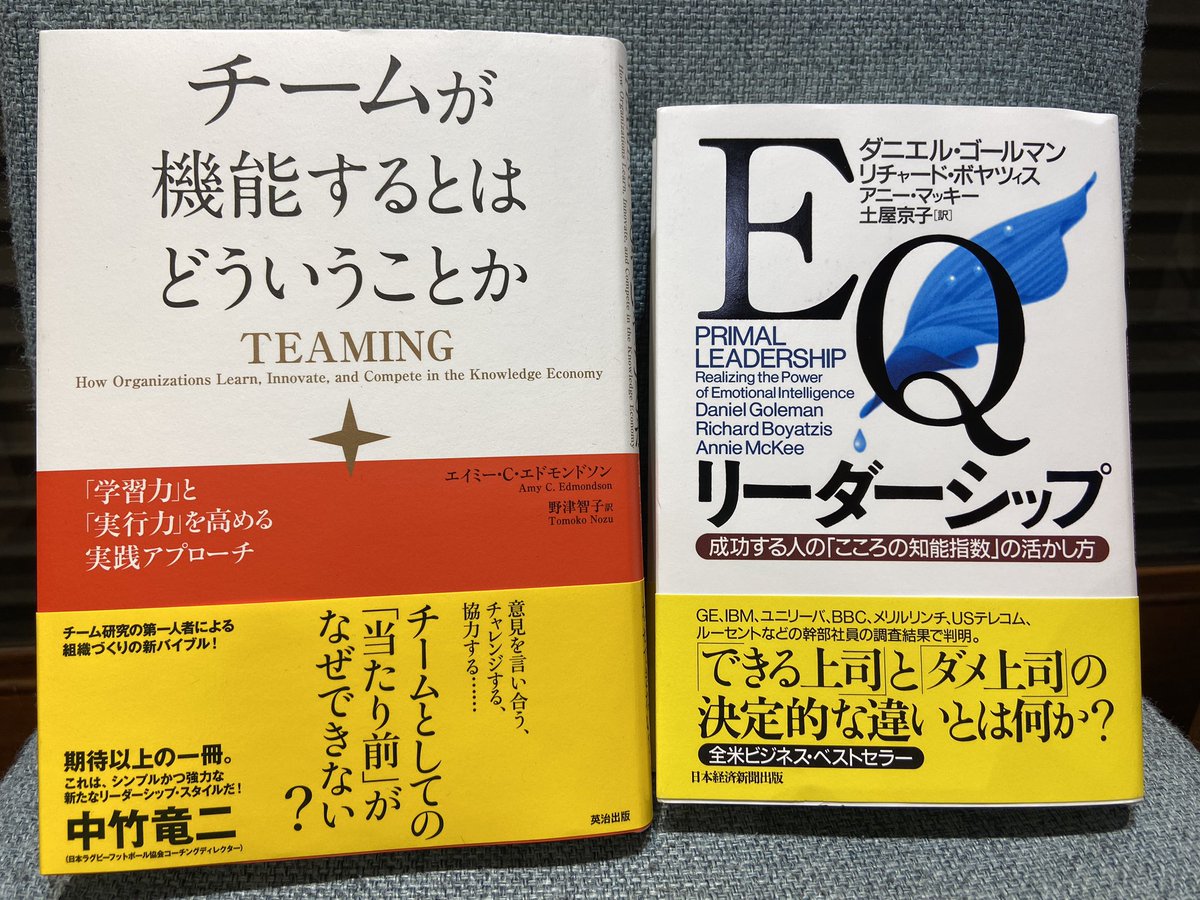 チームが
機能するとは
どういうことか
TEAMING
How Organizations Learn, Innovate, and Compete in the Knowledge Economy
エイミー・C・エドモンドソン
Amy C. Edmondson
野津智子 訳
Tomoko Nozu
「学習力」と
「実行力」を高める
実践アプローチ
チーム研究の第一人者による
組織づくりの新バイブル!
意見を言い合う、
チャレンジする、
協力する……
チームとしての
「当たり前」が
なぜできない
?
期待以上の一冊。
これは、シンプルかつ強力な
新たなリーダーシップ・スタイルだ!
中竹竜二
(日本ラグビーフットボール協会コーチングディレクター)
英治出版
How Organizations Learn, Innovate, and Compete in the Knowledge Economy
EQ
ダニエル・ゴールマン
リチャード・ボヤツィス
アニー・マッキー
土屋京子[訳]
PRIMAL
LEADERSHIP
Realizing the Power
of Emotional Intelligence
Daniel Goleman
Richard Boyatzis
Annie McKee
リーダーシップ
成功する人の「こころの知能指数」の活かし方
GE、IBM、ユニリーバ、BBC、メリルリンチ、USテレコム、
ルーセントなどの幹部社員の調査結果で判明。
「できる上司」と「ダメ上司」の
決定的な違いとは何か?
全米ビジネス・ベストセラー
日本経済新聞出版